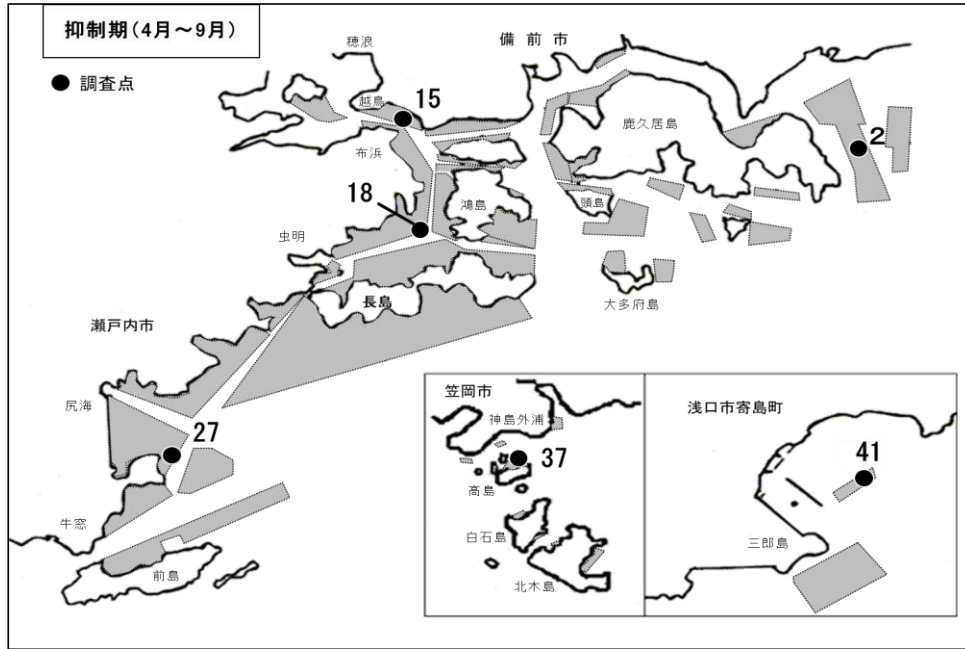 抑制期(4月~9月)
● 調査点
穂浪
備前市
越鳥
15
鹿久居島
2
布浜
18
鴻島
頭島
虫明
大多府島
長島
瀬戸内市
尻海
27
牛窓
前島
笠岡市
神島外浦
37
高島
白石島
北木島
浅口市寄島町
41
三郎島